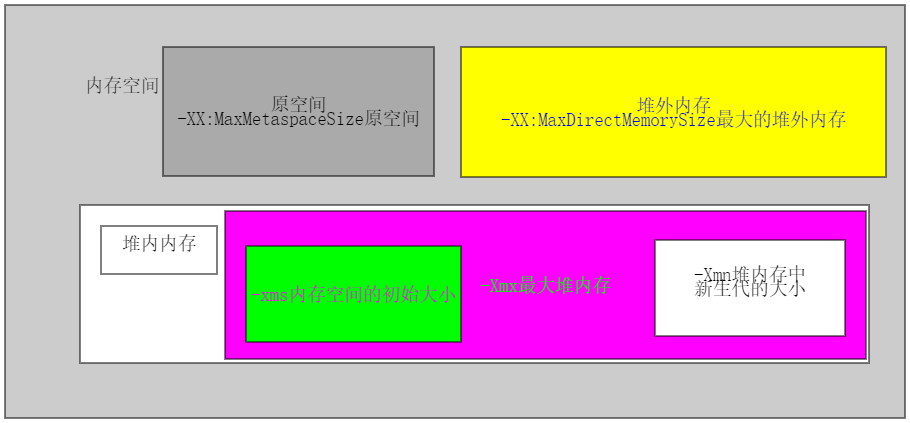 内存空间
原空间
-XX:MaxMetaspaceSize原空间
堆外内存
-XX:MaxDirectMemorySize最大的堆外内存
堆内内存
-xms内存空间的初始大小
-Xmx最大堆内存
-Xmn堆内存中
新生代的大小